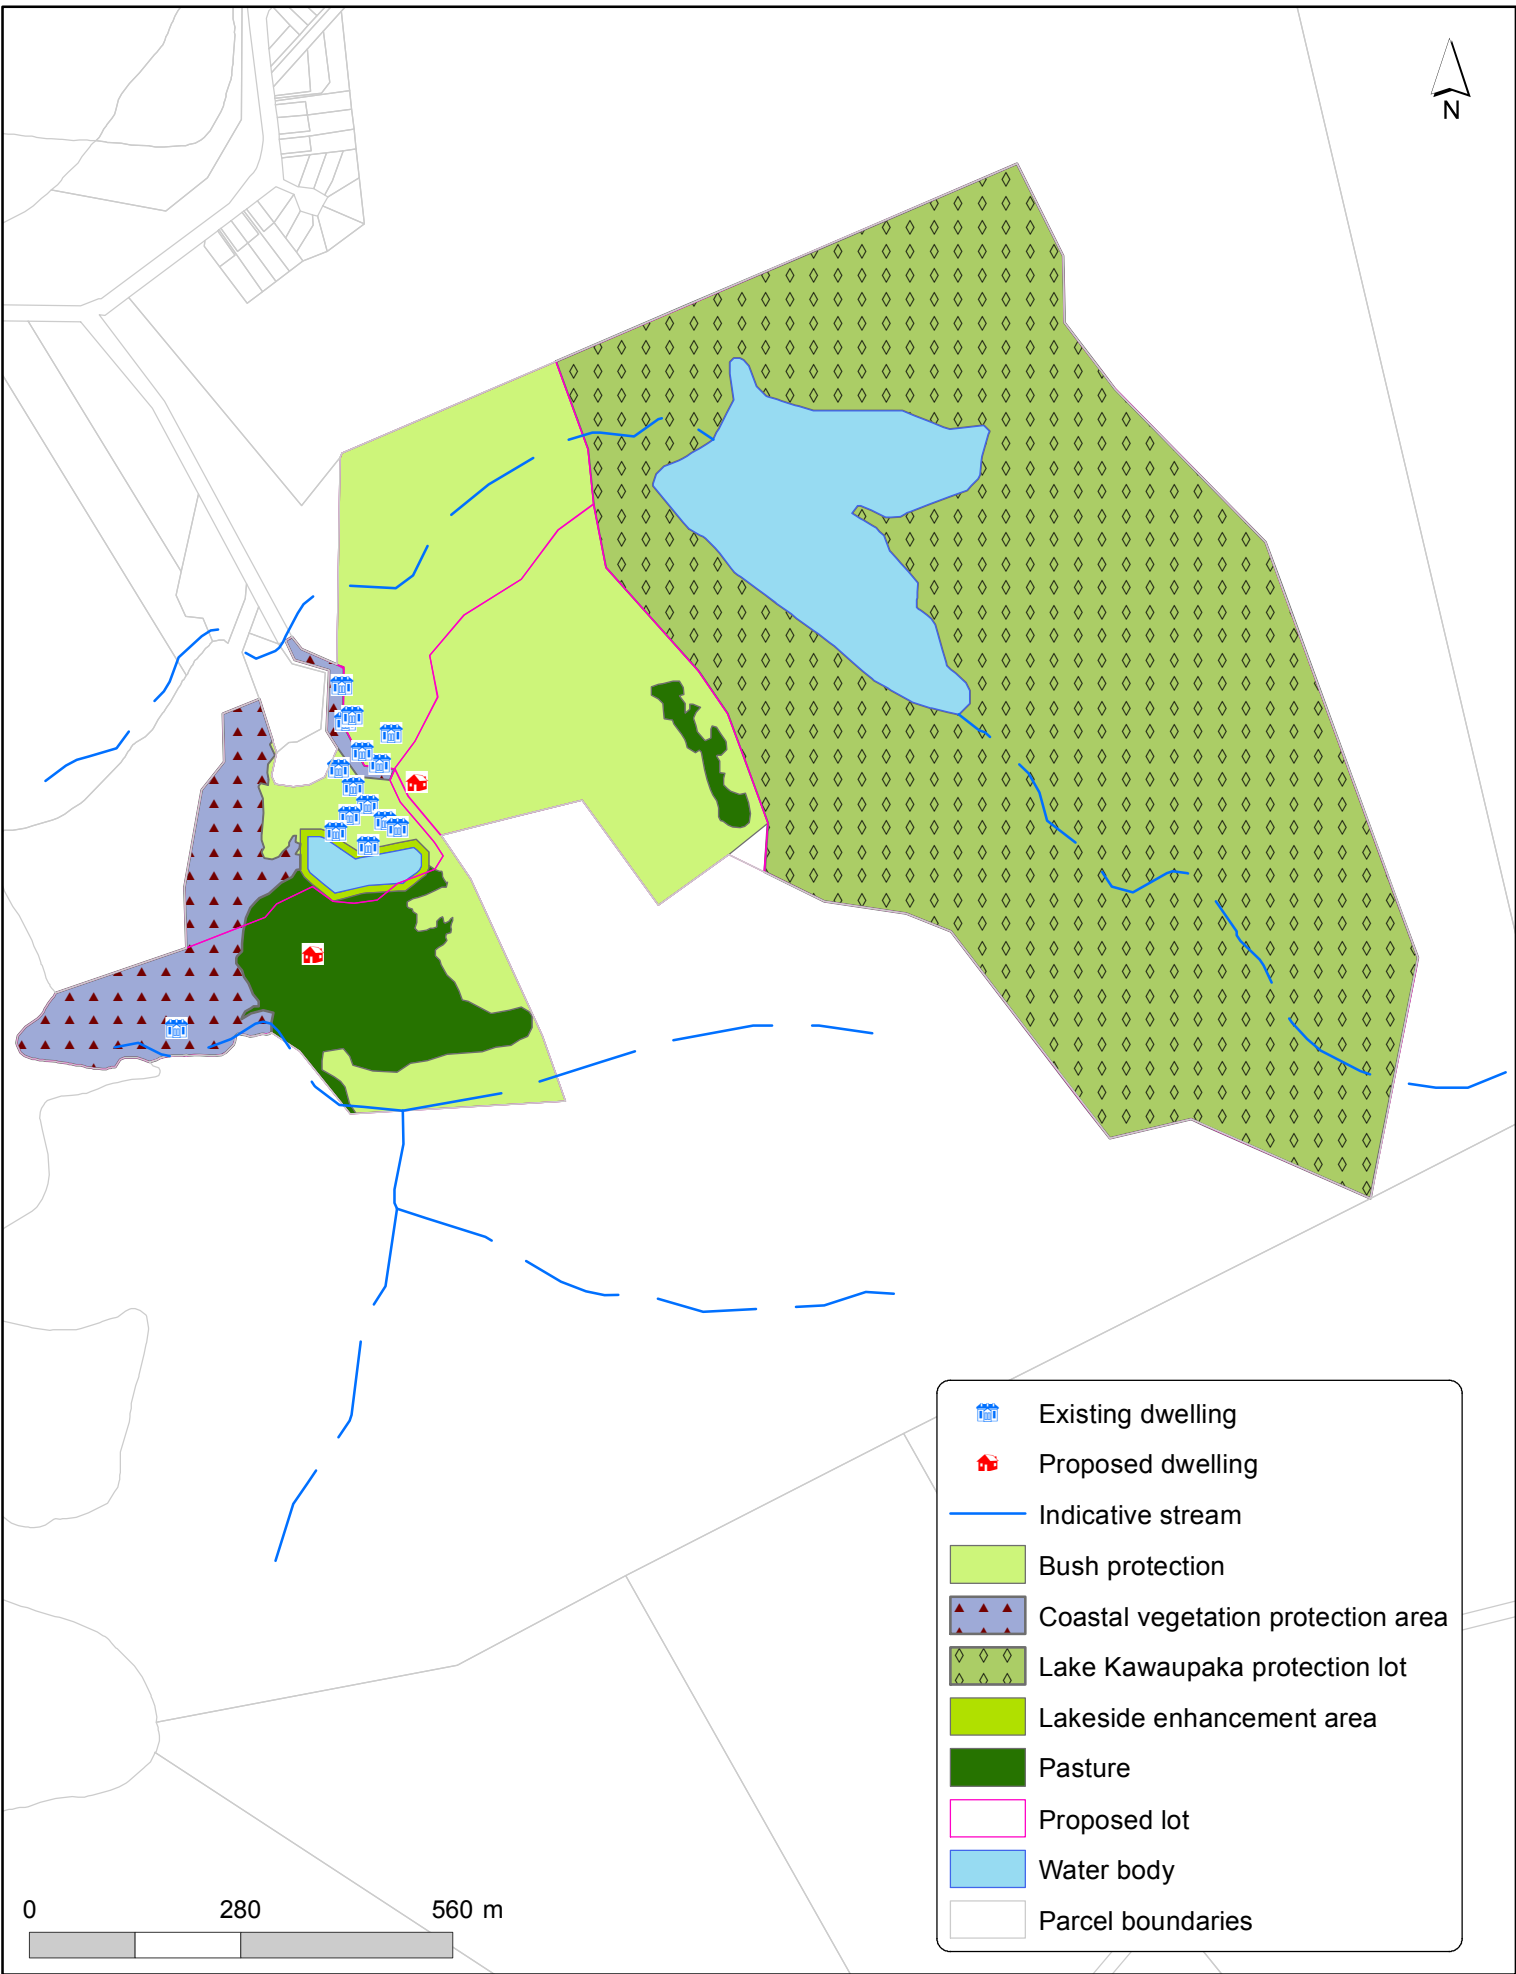 N
Existing dwelling
Proposed dwelling
Indicative stream
Bush protection
Coastal vegetation protection area
Lake Kawaupaka protection lot
Lakeside enhancement area
Pasture
Proposed lot
Water body
Parcel boundaries
0 280 560 m